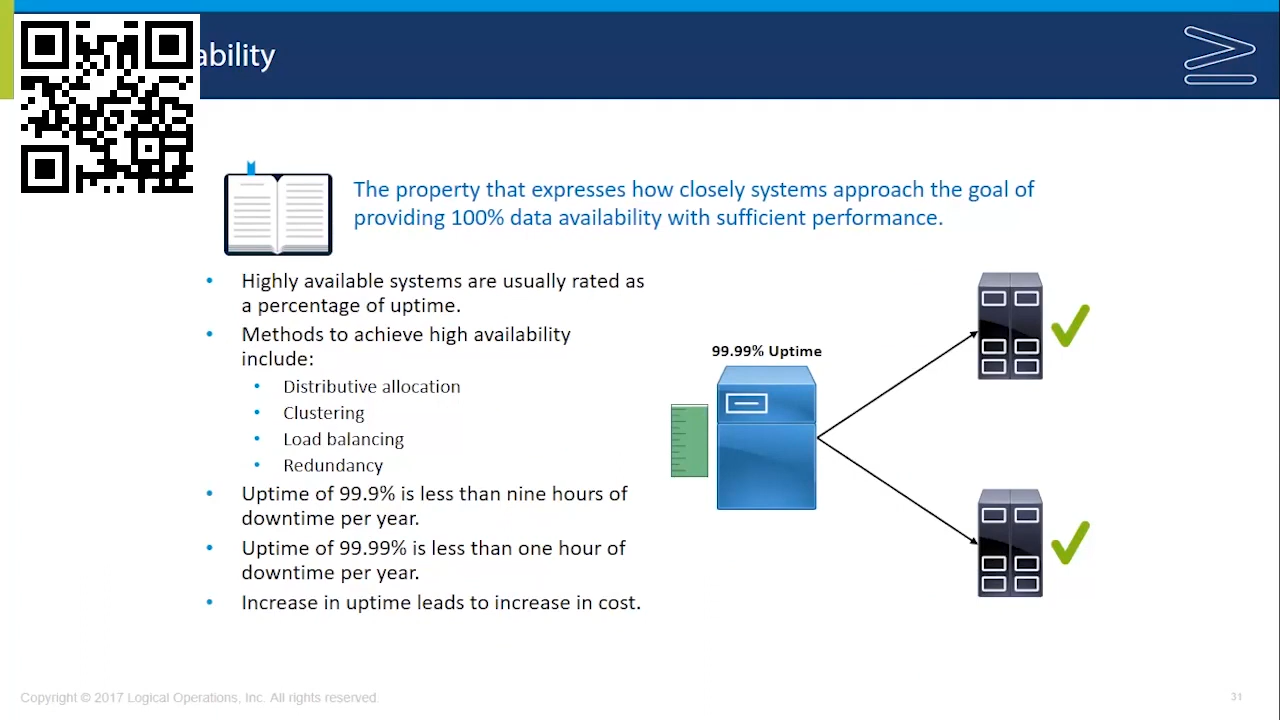 ability
The property that expresses how closely systems approach the goal of
providing 100% data availability with sufficient performance.
• Highly available systems are usually rated as
a percentage of uptime.
• Methods to achieve high availability
include:
• Distributive allocation
• Clustering
• Load balancing
• Redundancy
• Uptime of 99.9% is less than nine hours of
downtime per year.
• Uptime of 99.99% is less than one hour of
downtime per year.
• Increase in uptime leads to increase in cost.
99.99% Uptime
Copyright © 2017 Logical Operations, Inc. All rights reserved.
31